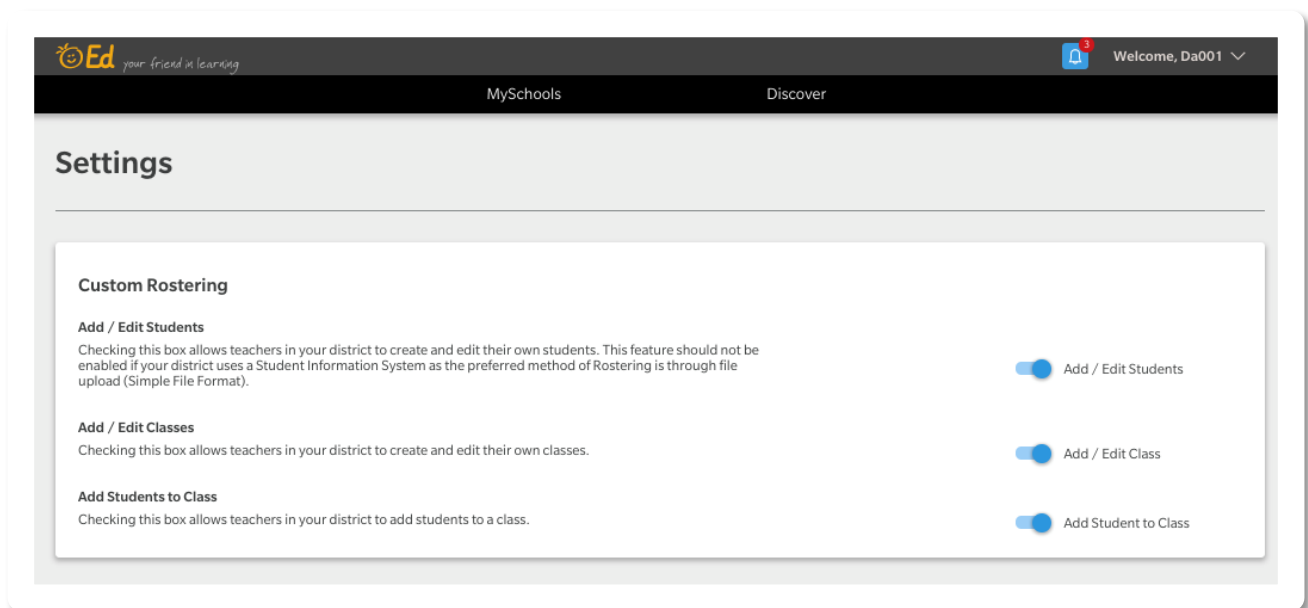 Ed your friend in learning
3
Welcome, Da001
MySchools
Discover
Settings
Custom Rostering
Add / Edit Students
Checking this box allows teachers in your district to create and edit their own students. This feature should not be
enabled if your district uses a Student Information System as the preferred method of Rostering is through file
upload (Simple File Format).
Add / Edit Students
Add / Edit Classes
Checking this box allows teachers in your district to create and edit their own classes.
Add / Edit Class
Add Students to Class
Checking this box allows teachers in your district to add students to a class.
Add Student to Class